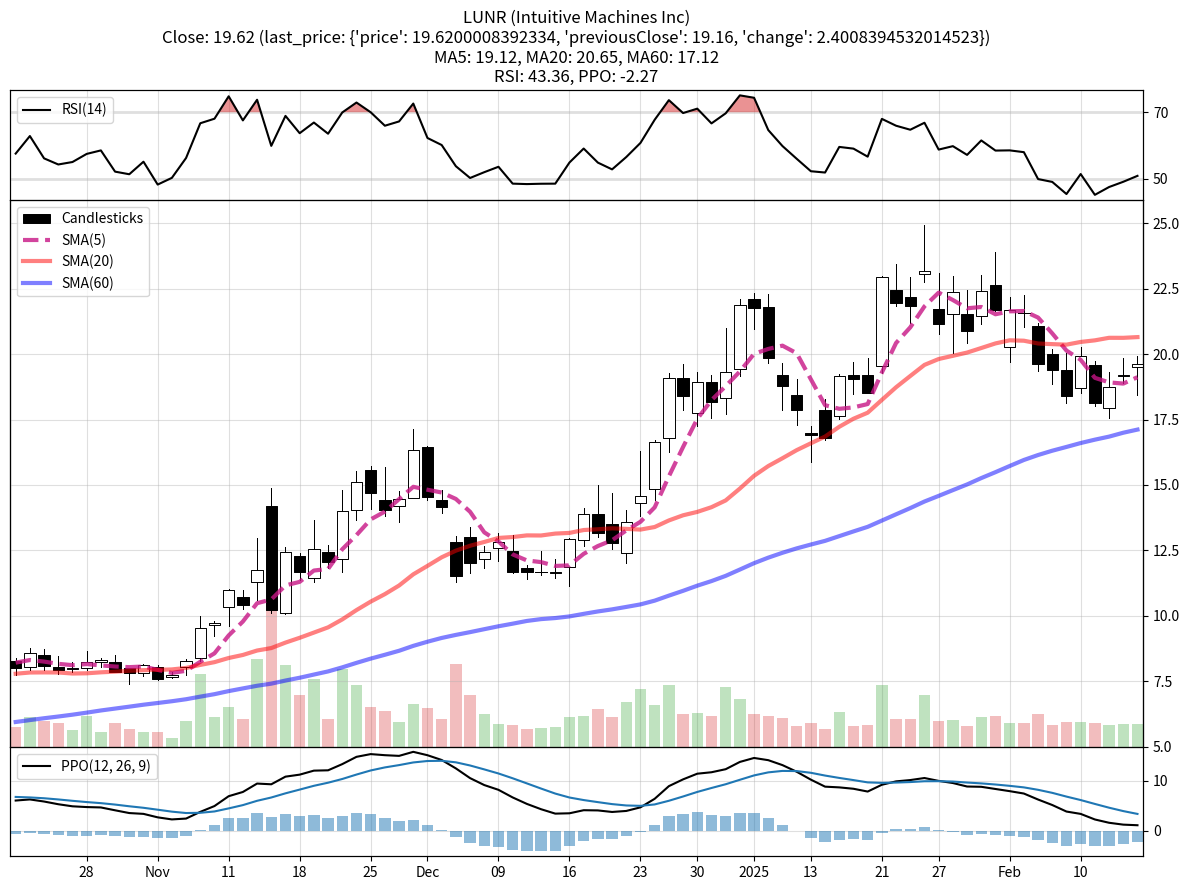 LUNR (Intuitive Machines Inc)
Close: 19.62 (last_price: {'price': 19.6200008392334, 'previousClose': 19.16, 'change': 2.4008394532014523})
MA5: 19.12, MA20: 20.65, MA60: 17.12
RSI: 43.36, PPO: -2.27
RSI(14)
70
50
Candlesticks
SMA(5)
SMA(20)
SMA(60)
25.0
22.5
20.0
17.5
15.0
12.5
10.0
7.5
5.0
PPO(12, 26, 9)
10
0
28 Nov 11 18 25 Dec 09 16 23 30 2025 13 21 27 Feb 10